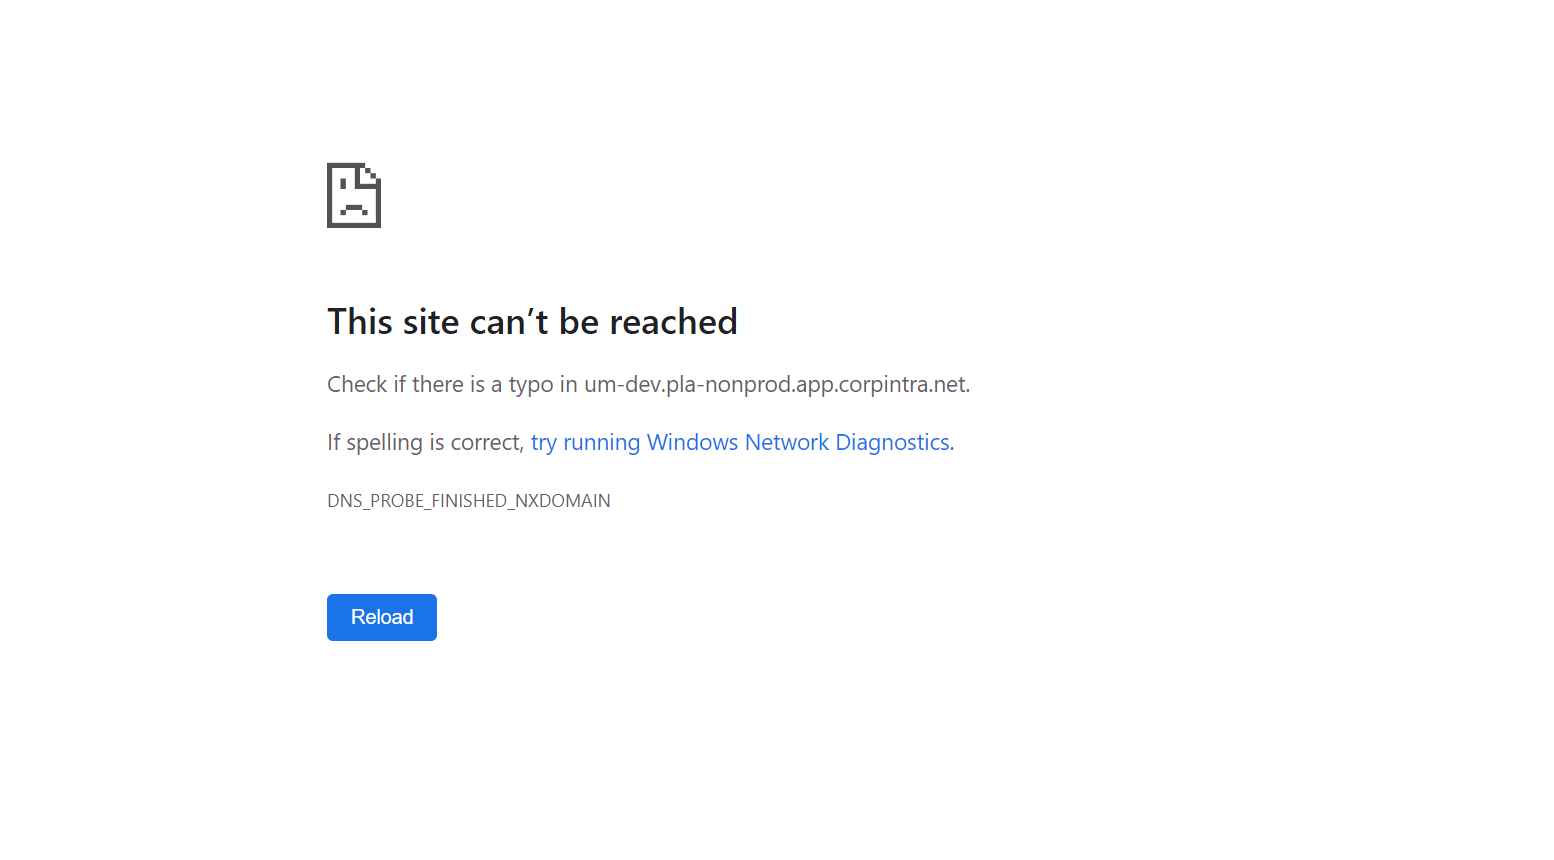 This site can’t be reached
Check if there is a typo in um-dev.pla-nonprod.app.corpintra.net.
If spelling is correct, try running Windows Network Diagnostics.
DNS_PROBE_FINISHED_NXDOMAIN
Reload